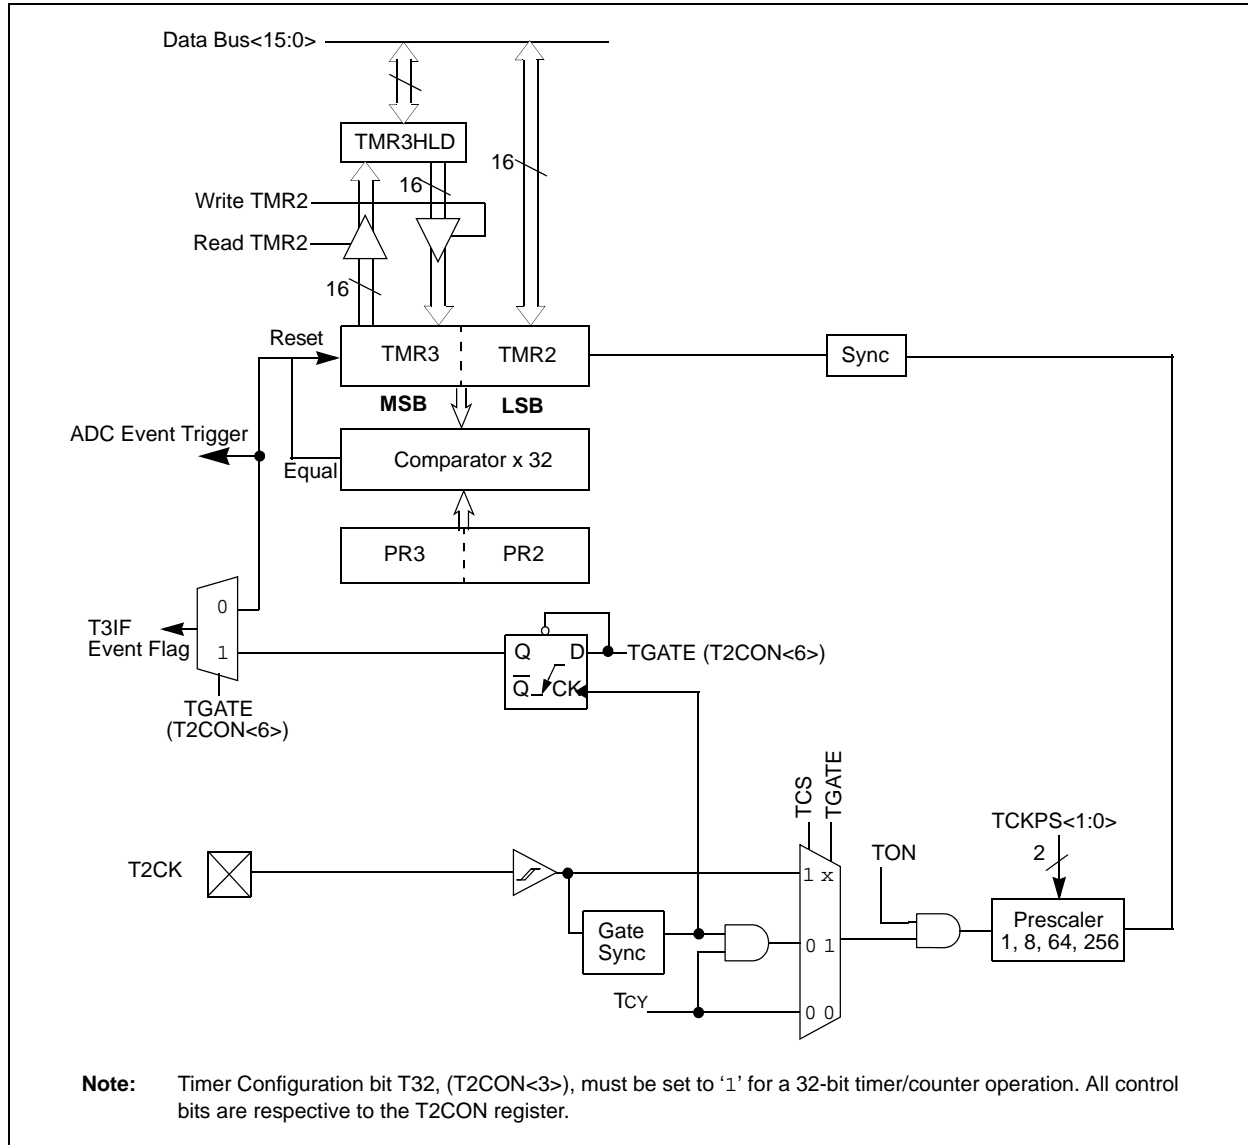 Data Bus<15:0>
TMR3HLD
16
16
Write TMR2
Read TMR2
16
Reset
TMR3
TMR2
Sync
MSB
LSB
ADC Event Trigger
Equal
Comparator x 32
PR3
PR2
0
T3IF
Event Flag
1
Q
D
TGATE (T2CON<6>)
Q
CK
TGATE
(T2CON<6>)
TCS
TGATE
TCKPS<1:0>
2
TON
T2CK
1 x
Prescaler
1, 8, 64, 256
Gate
Sync
0 1
TCY
0 0
Note: Timer Configuration bit T32, (T2CON<3>), must be set to ‘1’ for a 32-bit timer/counter operation. All control
bits are respective to the T2CON register.